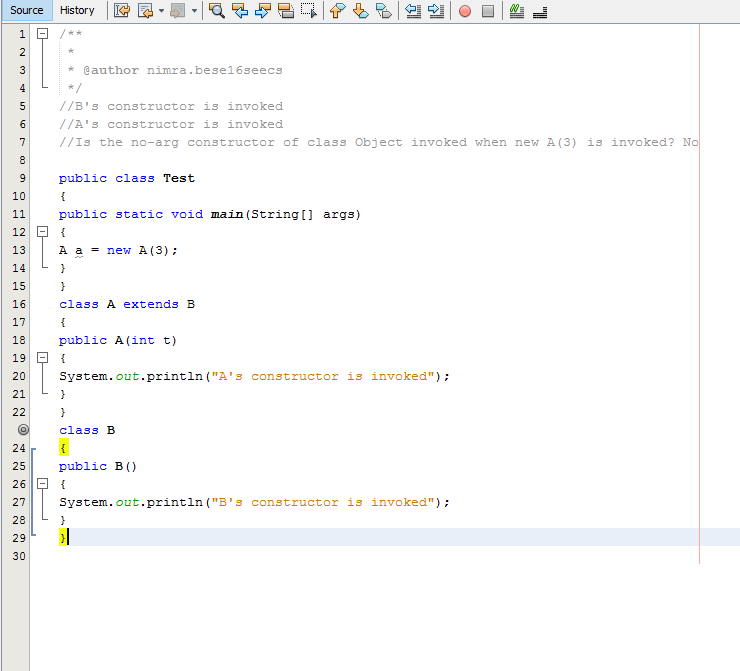 Source History
1 /**
2 *
3 * @author nimra.bese16seecs
4 */
5 //B's constructor is invoked
6 //A's constructor is invoked
7 //Is the no-arg constructor of class Object invoked when new A(3) is invoked? No
8
9 public class Test
10 {
11 public static void main(String[] args)
12 {
13 A a = new A(3);
14 }
15 }
16 class A extends B
17 {
18 public A(int t)
19 {
20 System.out.println("A's constructor is invoked");
21 }
22 }
class B
24 {
25 public B()
26 {
27 System.out.println("B's constructor is invoked");
28 }
29 }
30